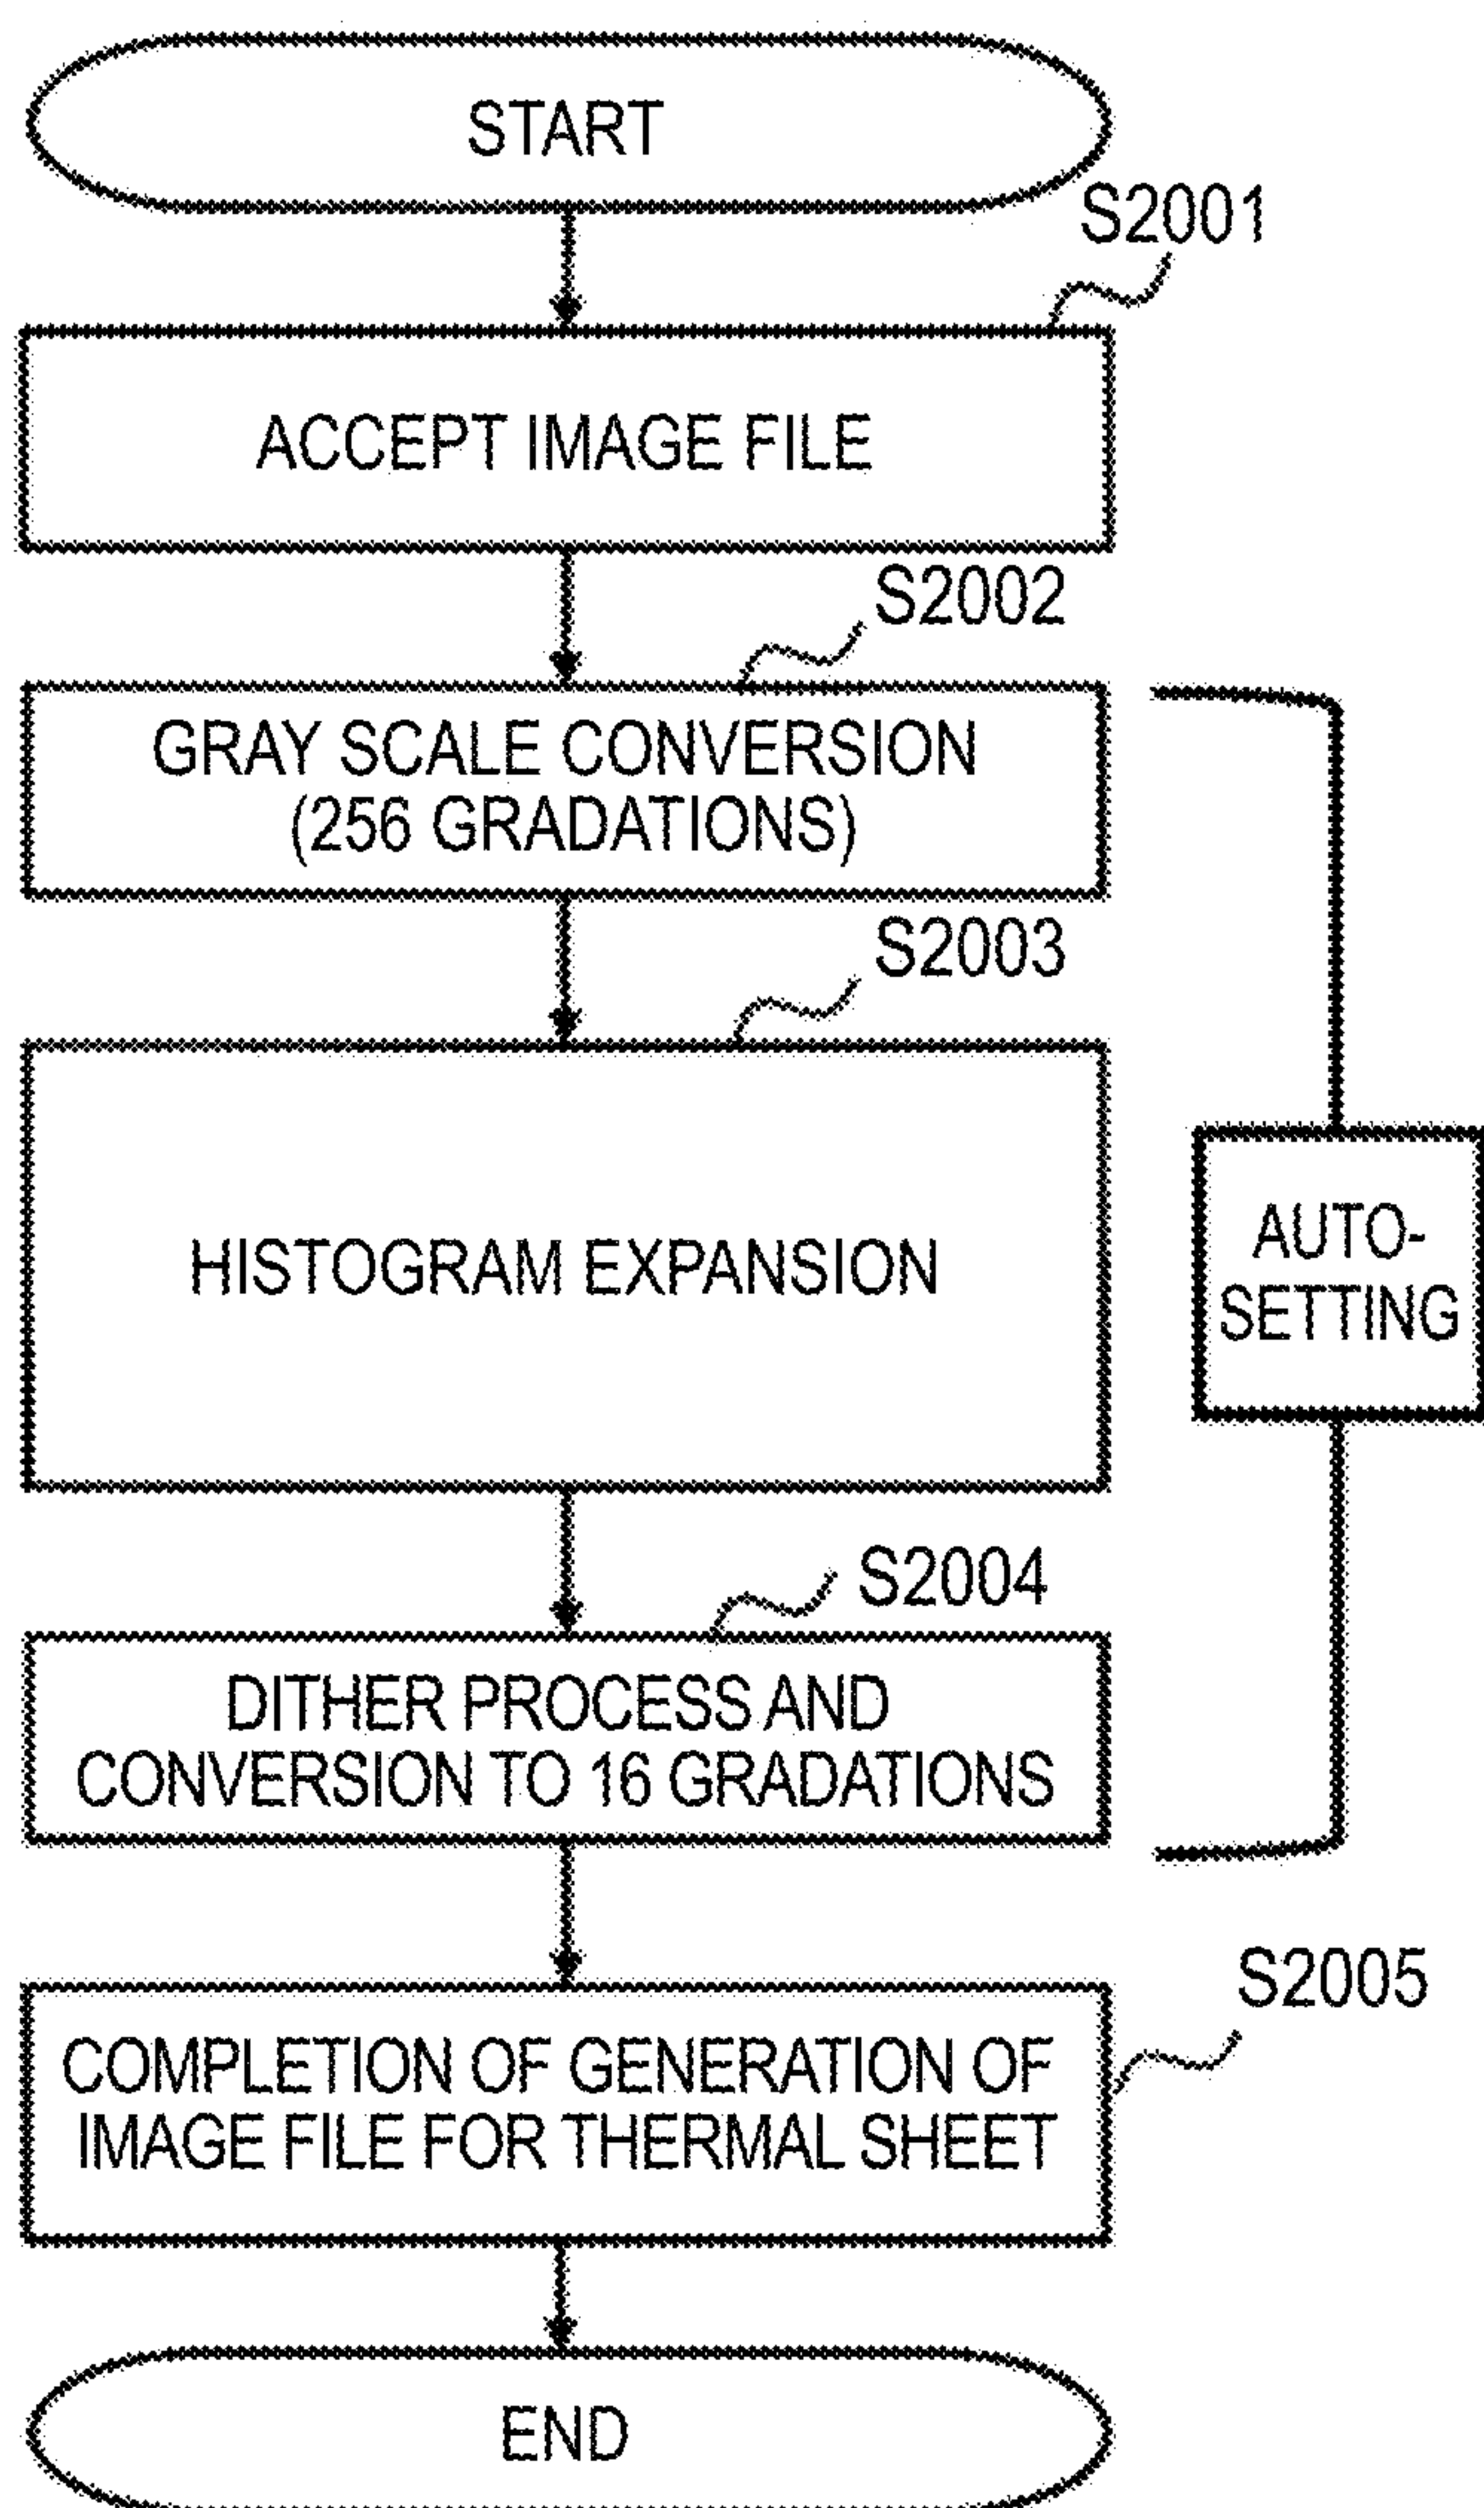 START
S2001
ACCEPT IMAGE FILE
S2002
GRAY SCALE CONVERSION
(256 GRADATIONS)
S2003
HISTOGRAM EXPANSION
AUTO-
SETTING
S2004
DITHER PROCESS AND
CONVERSION TO 16 GRADATIONS
S2005
COMPLETION OF GENERATION OF
IMAGE FILE FOR THERMAL SHEET
END